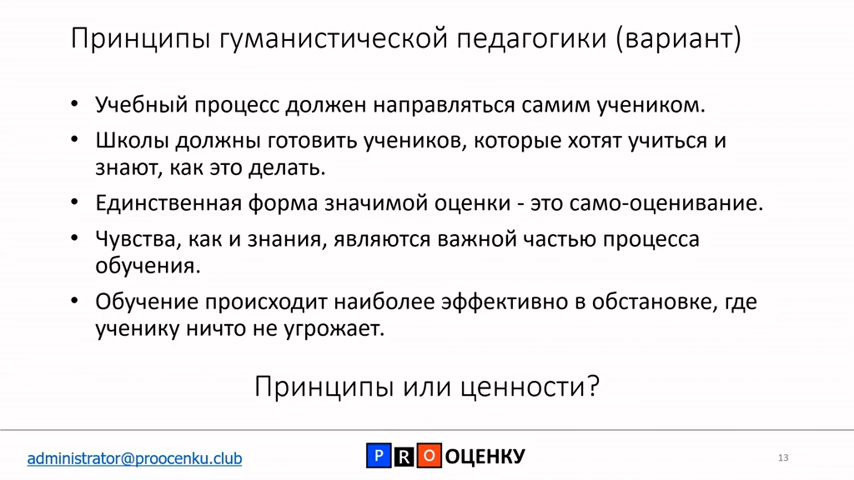 Принципы гуманистической педагогики (вариант)
• Учебный процесс должен направляться самим учеником.
• Школы должны готовить учеников, которые хотят учиться и
знают, как это делать.
• Единственная форма значимой оценки - это само-оценивание.
• Чувства, как и знания, являются важной частью процесса
обучения.
• Обучение происходит наиболее эффективно в обстановке, где
ученику ничто не угрожает.
Принципы или ценности?
administrator@proocenku.club
PRO ОЦЕНКУ
13